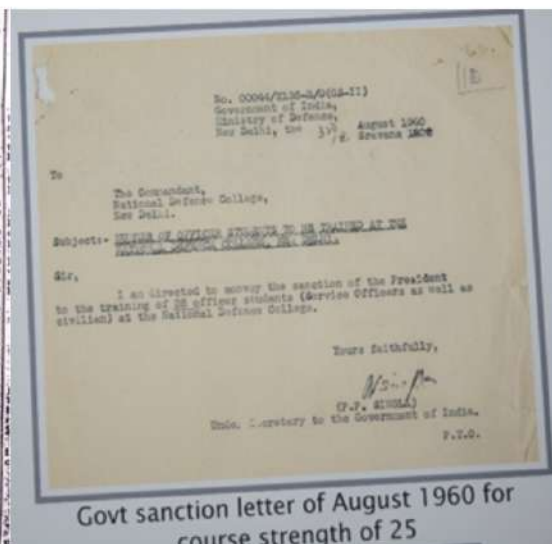 Government of India,
Ministry of Defence,
New Delhi, the August 1960
Sravana
To
The Commandant,
National Defence College,
New Delhi.
Subject:- NUMBER OF OFFICER STUDENTS TO BE TRAINED AT THE
NATIONAL DEFENCE COLLEGE, NEW DELHI.
Sir,
I am directed to convey the sanction of the President
to the training of officer students (Service Officers as well as
civilian) at the National Defence College.
Yours faithfully,
Secretary to the Government of India.
P.T.O.
Govt sanction letter of August 1960 for
course strength of 25